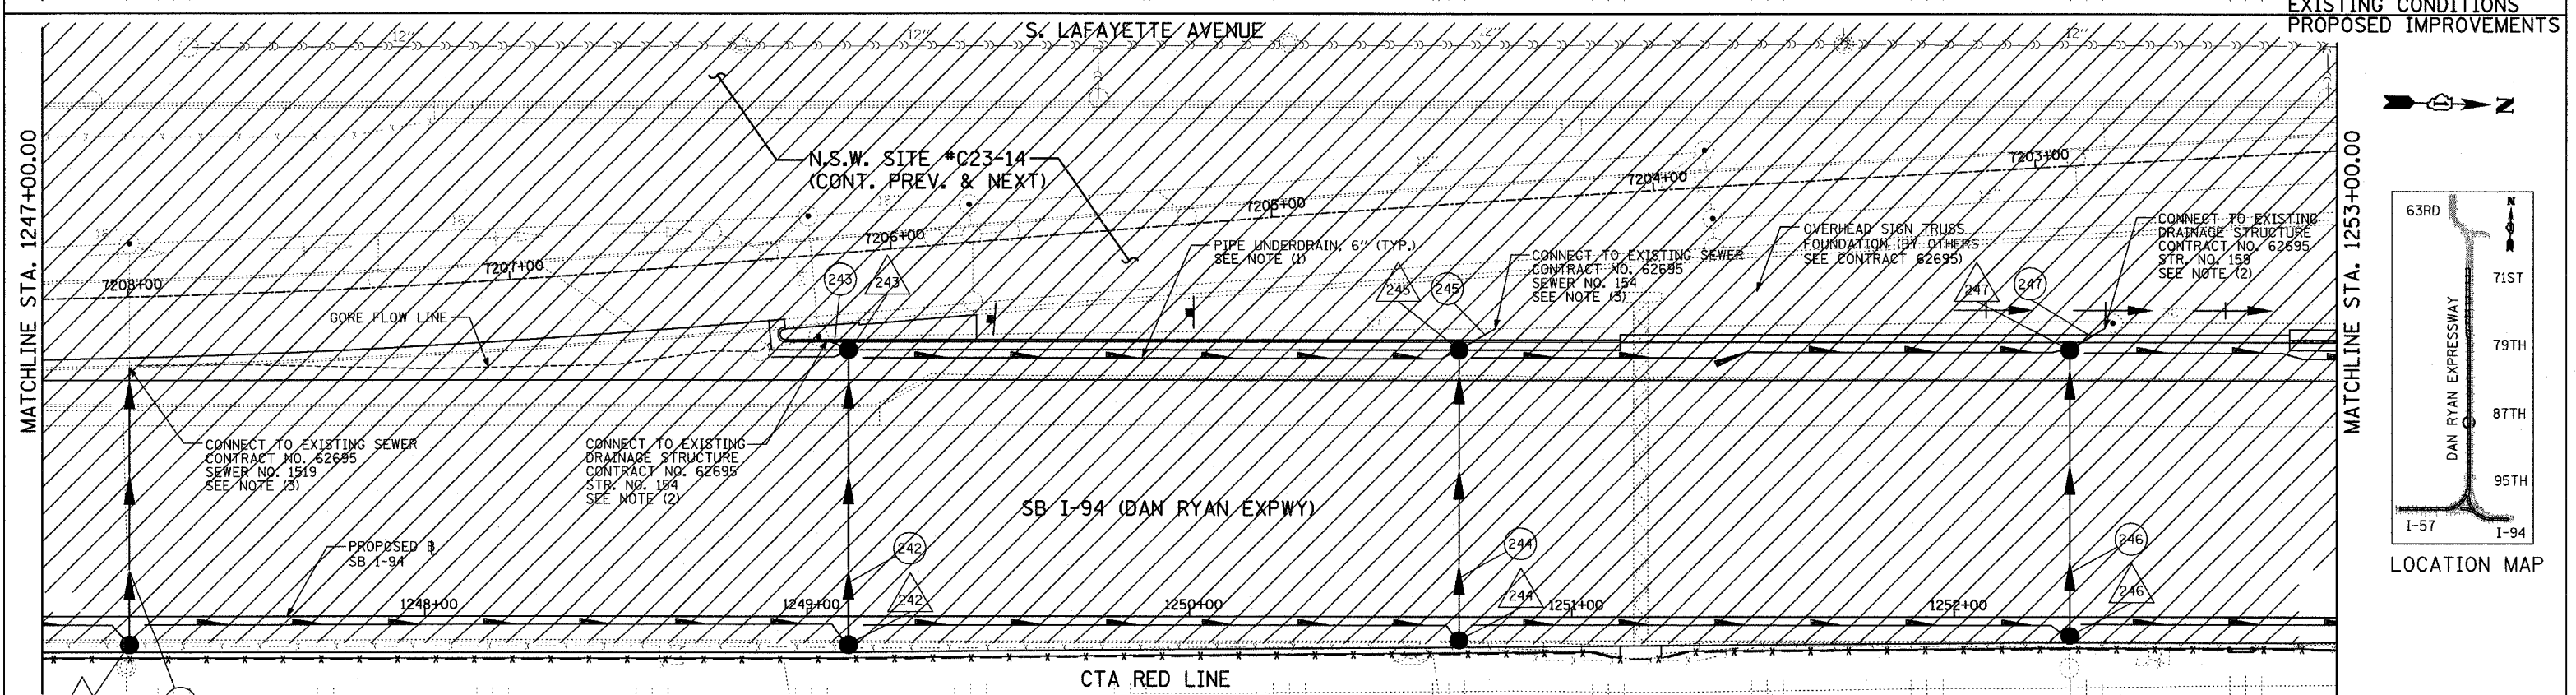 EXISTING CONDITIONS
PROPOSED IMPROVEMENTS
S. LAFAYETTE AVENUE
12"
12"
12"
12"
N
MATCHLINE STA. 1247+00.00
MATCHLINE STA. 1253+00.00
N.S.W. SITE #C23-14
(CONT. PREV. & NEXT)
7208+00
7207+00
7206+00
7205+00
7204+00
7203+00
GORE FLOW LINE
243
243
PIPE UNDERDRAIN, 6" (TYP.)
SEE NOTE (1)
245
245
CONNECT TO EXISTING SEWER
CONTRACT NO. 62695
SEWER NO. 154
SEE NOTE (3)
OVERHEAD SIGN TRUSS
FOUNDATION (BY OTHERS
SEE CONTRACT 62695)
247
247
CONNECT TO EXISTING
DRAINAGE STRUCTURE
CONTRACT NO. 62695
STR. NO. 159
SEE NOTE (2)
CONNECT TO EXISTING SEWER
CONTRACT NO. 62695
SEWER NO. 1519
SEE NOTE (3)
CONNECT TO EXISTING
DRAINAGE STRUCTURE
CONTRACT NO. 62695
STR. NO. 154
SEE NOTE (2)
SB I-94 (DAN RYAN EXPWY)
PROPOSED ℄
SB I-94
242
242
244
244
246
246
1248+00
1249+00
1250+00
1251+00
1252+00
CTA RED LINE
63RD
N
71ST
79TH
87TH
95TH
DAN RYAN EXPRESSWAY
I-57
I-94
LOCATION MAP